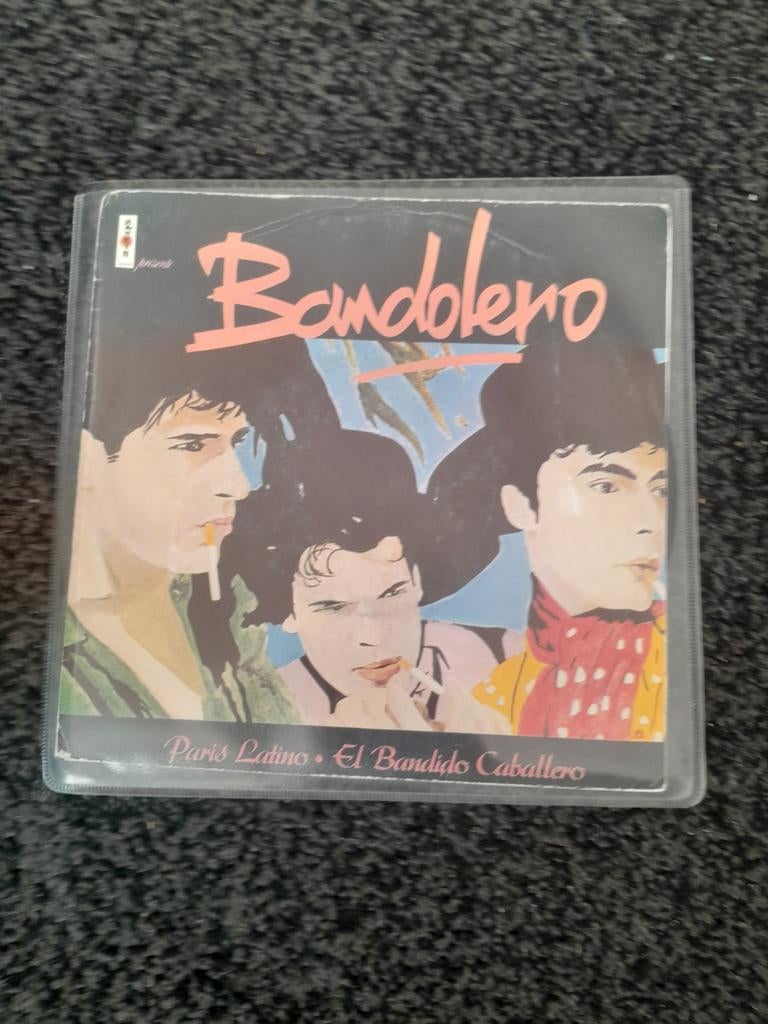 present
Bandolero
Paris Latino • El Bandido Caballero